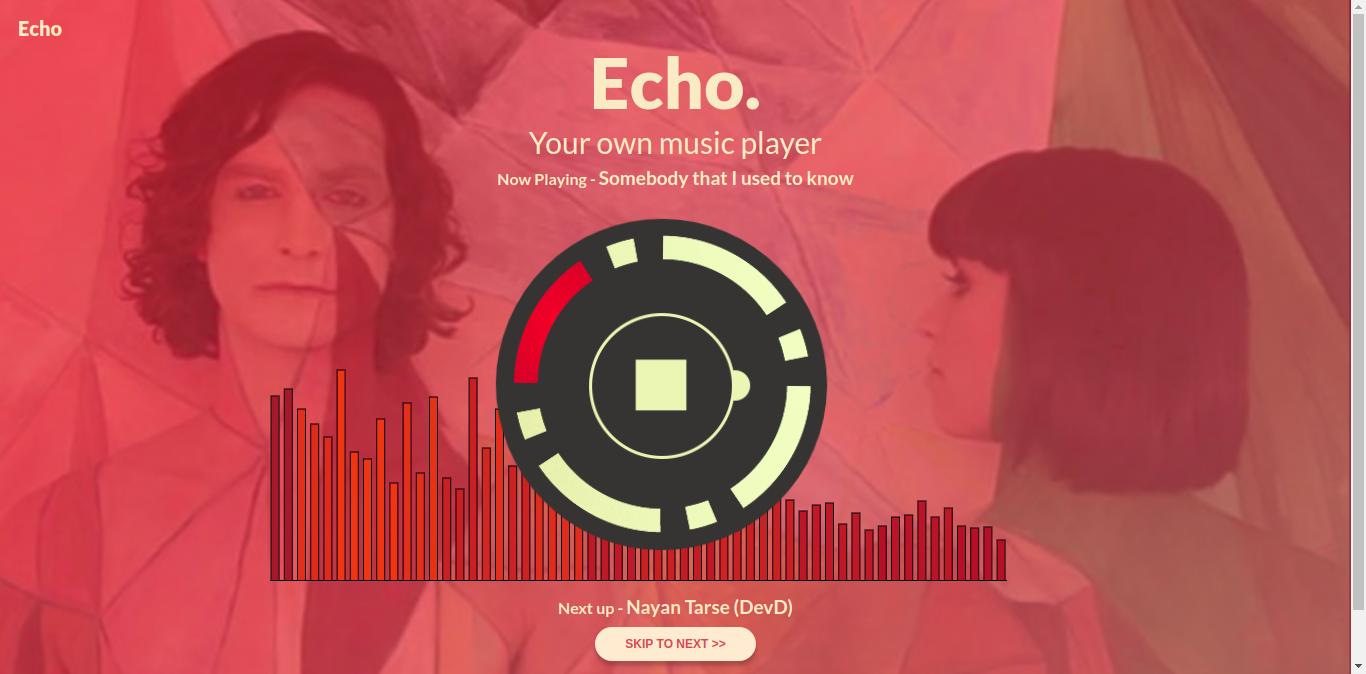 Echo
Echo.
Your own music player
Now Playing - Somebody that I used to know
Next up - Nayan Tarse (DevD)
SKIP TO NEXT >>